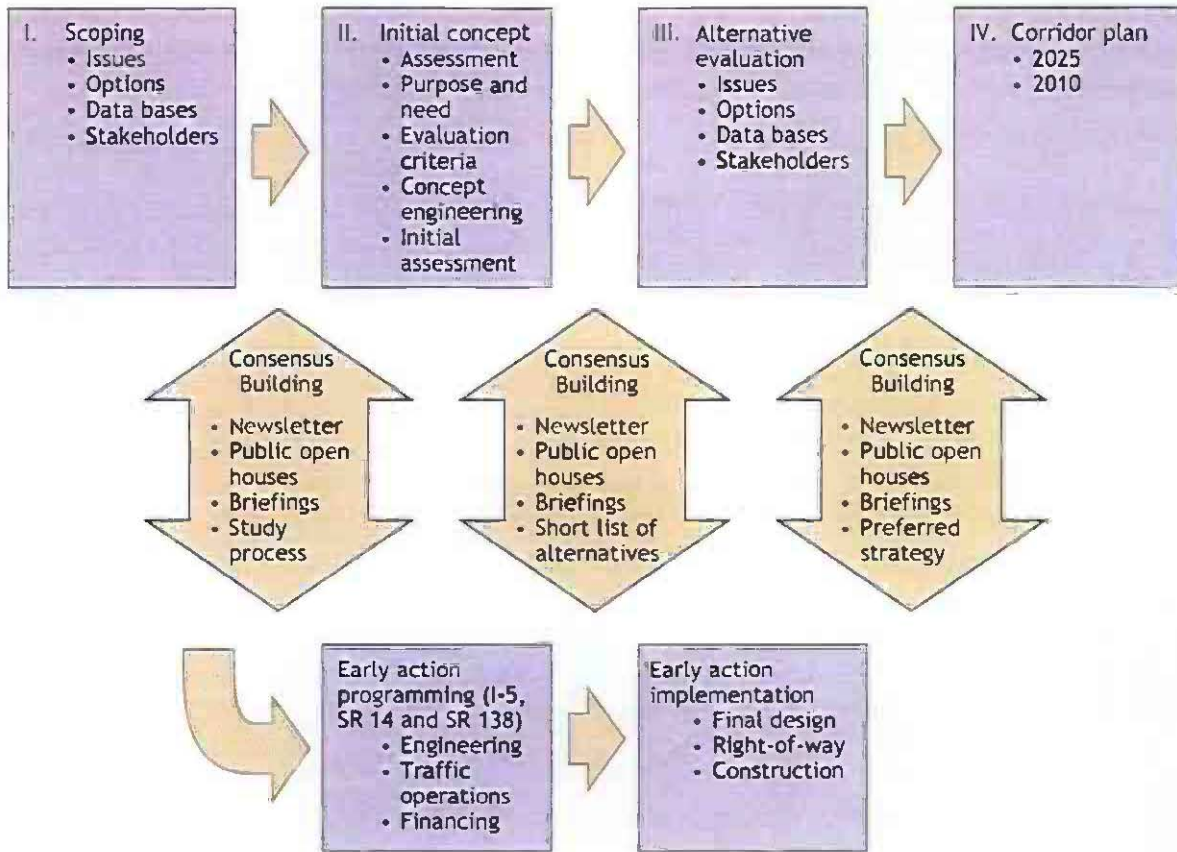 I. Scoping
• Issues
• Options
• Data bases
• Stakeholders
II. Initial concept
• Assessment
• Purpose and
need
• Evaluation
criteria
• Concept
engineering
• Initial
assessment
III. Alternative
evaluation
• Issues
• Options
• Data bases
• Stakeholders
IV. Corridor plan
• 2025
• 2010
Consensus
Building
• Newsletter
• Public open
houses
• Briefings
• Study
process
Consensus
Building
• Newsletter
• Public open
houses
• Briefings
• Short list of
alternatives
Consensus
Building
• Newsletter
• Public open
houses
• Briefings
• Preferred
strategy
Early action
programming (I-5,
SR 14 and SR 138)
• Engineering
• Traffic
operations
• Financing
Early action
implementation
• Final design
• Right-of-way
• Construction